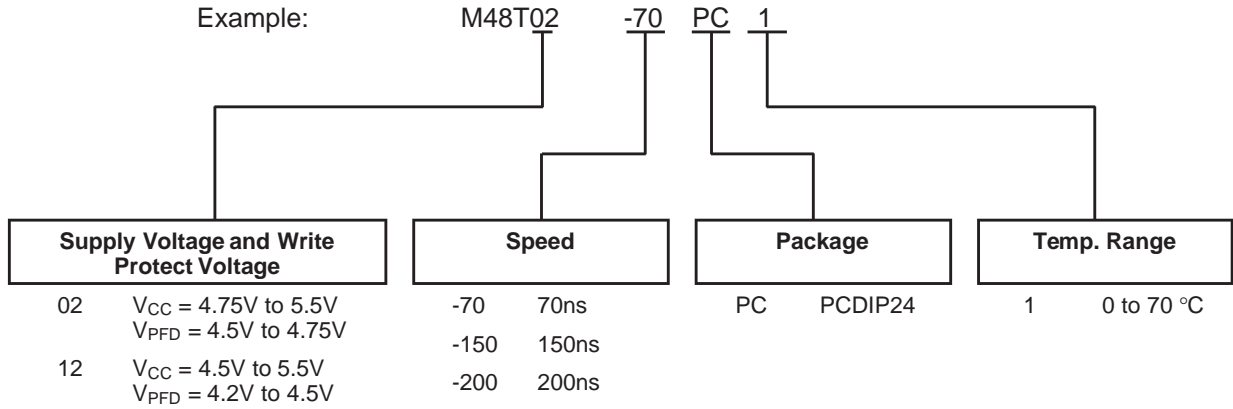 Example: M48T02 -70 PC 1
Supply Voltage and Write
Protect Voltage
Speed
Package
Temp. Range
02 VCC = 4.75V to 5.5V
VPFD = 4.5V to 4.75V
12 VCC = 4.5V to 5.5V
VPFD = 4.2V to 4.5V
-70 70ns
-150 150ns
-200 200ns
PC PCDIP24
1 0 to 70 °C